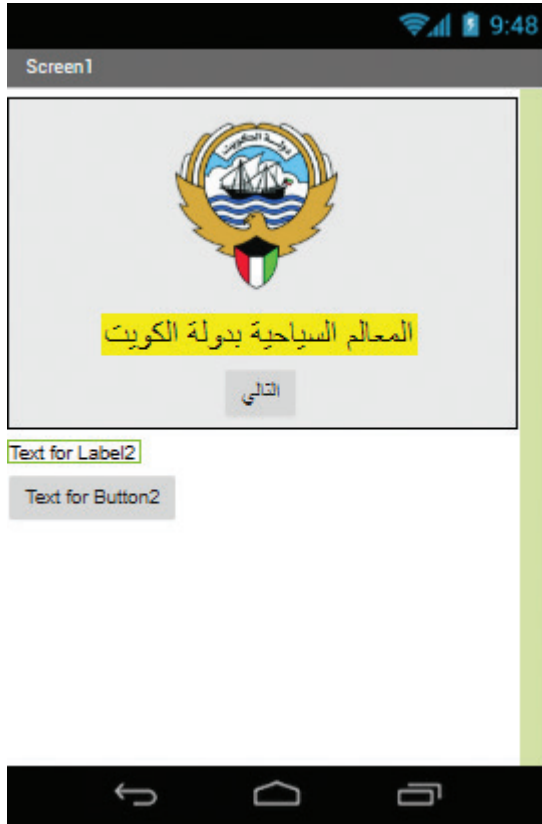 9:48
Screen1
دولة الكويت
المعالم السياحية بدولة الكويت
التالي
Text for Label2
Text for Button2